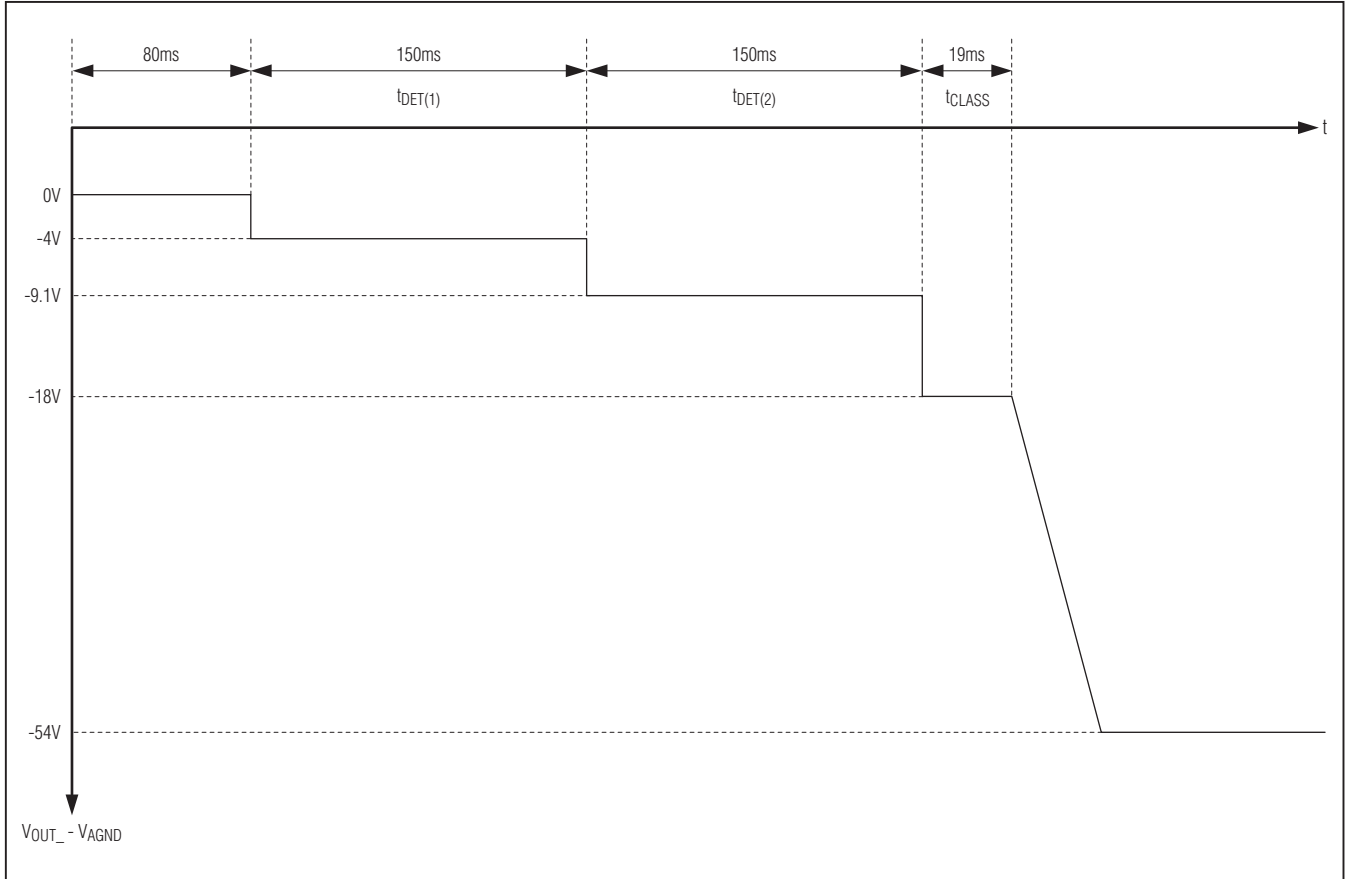 80ms 150ms 150ms 19ms
tDET(1) tDET(2) tCLASS
t
0V
-4V
-9.1V
-18V
-54V
VOUT_ - VAGND